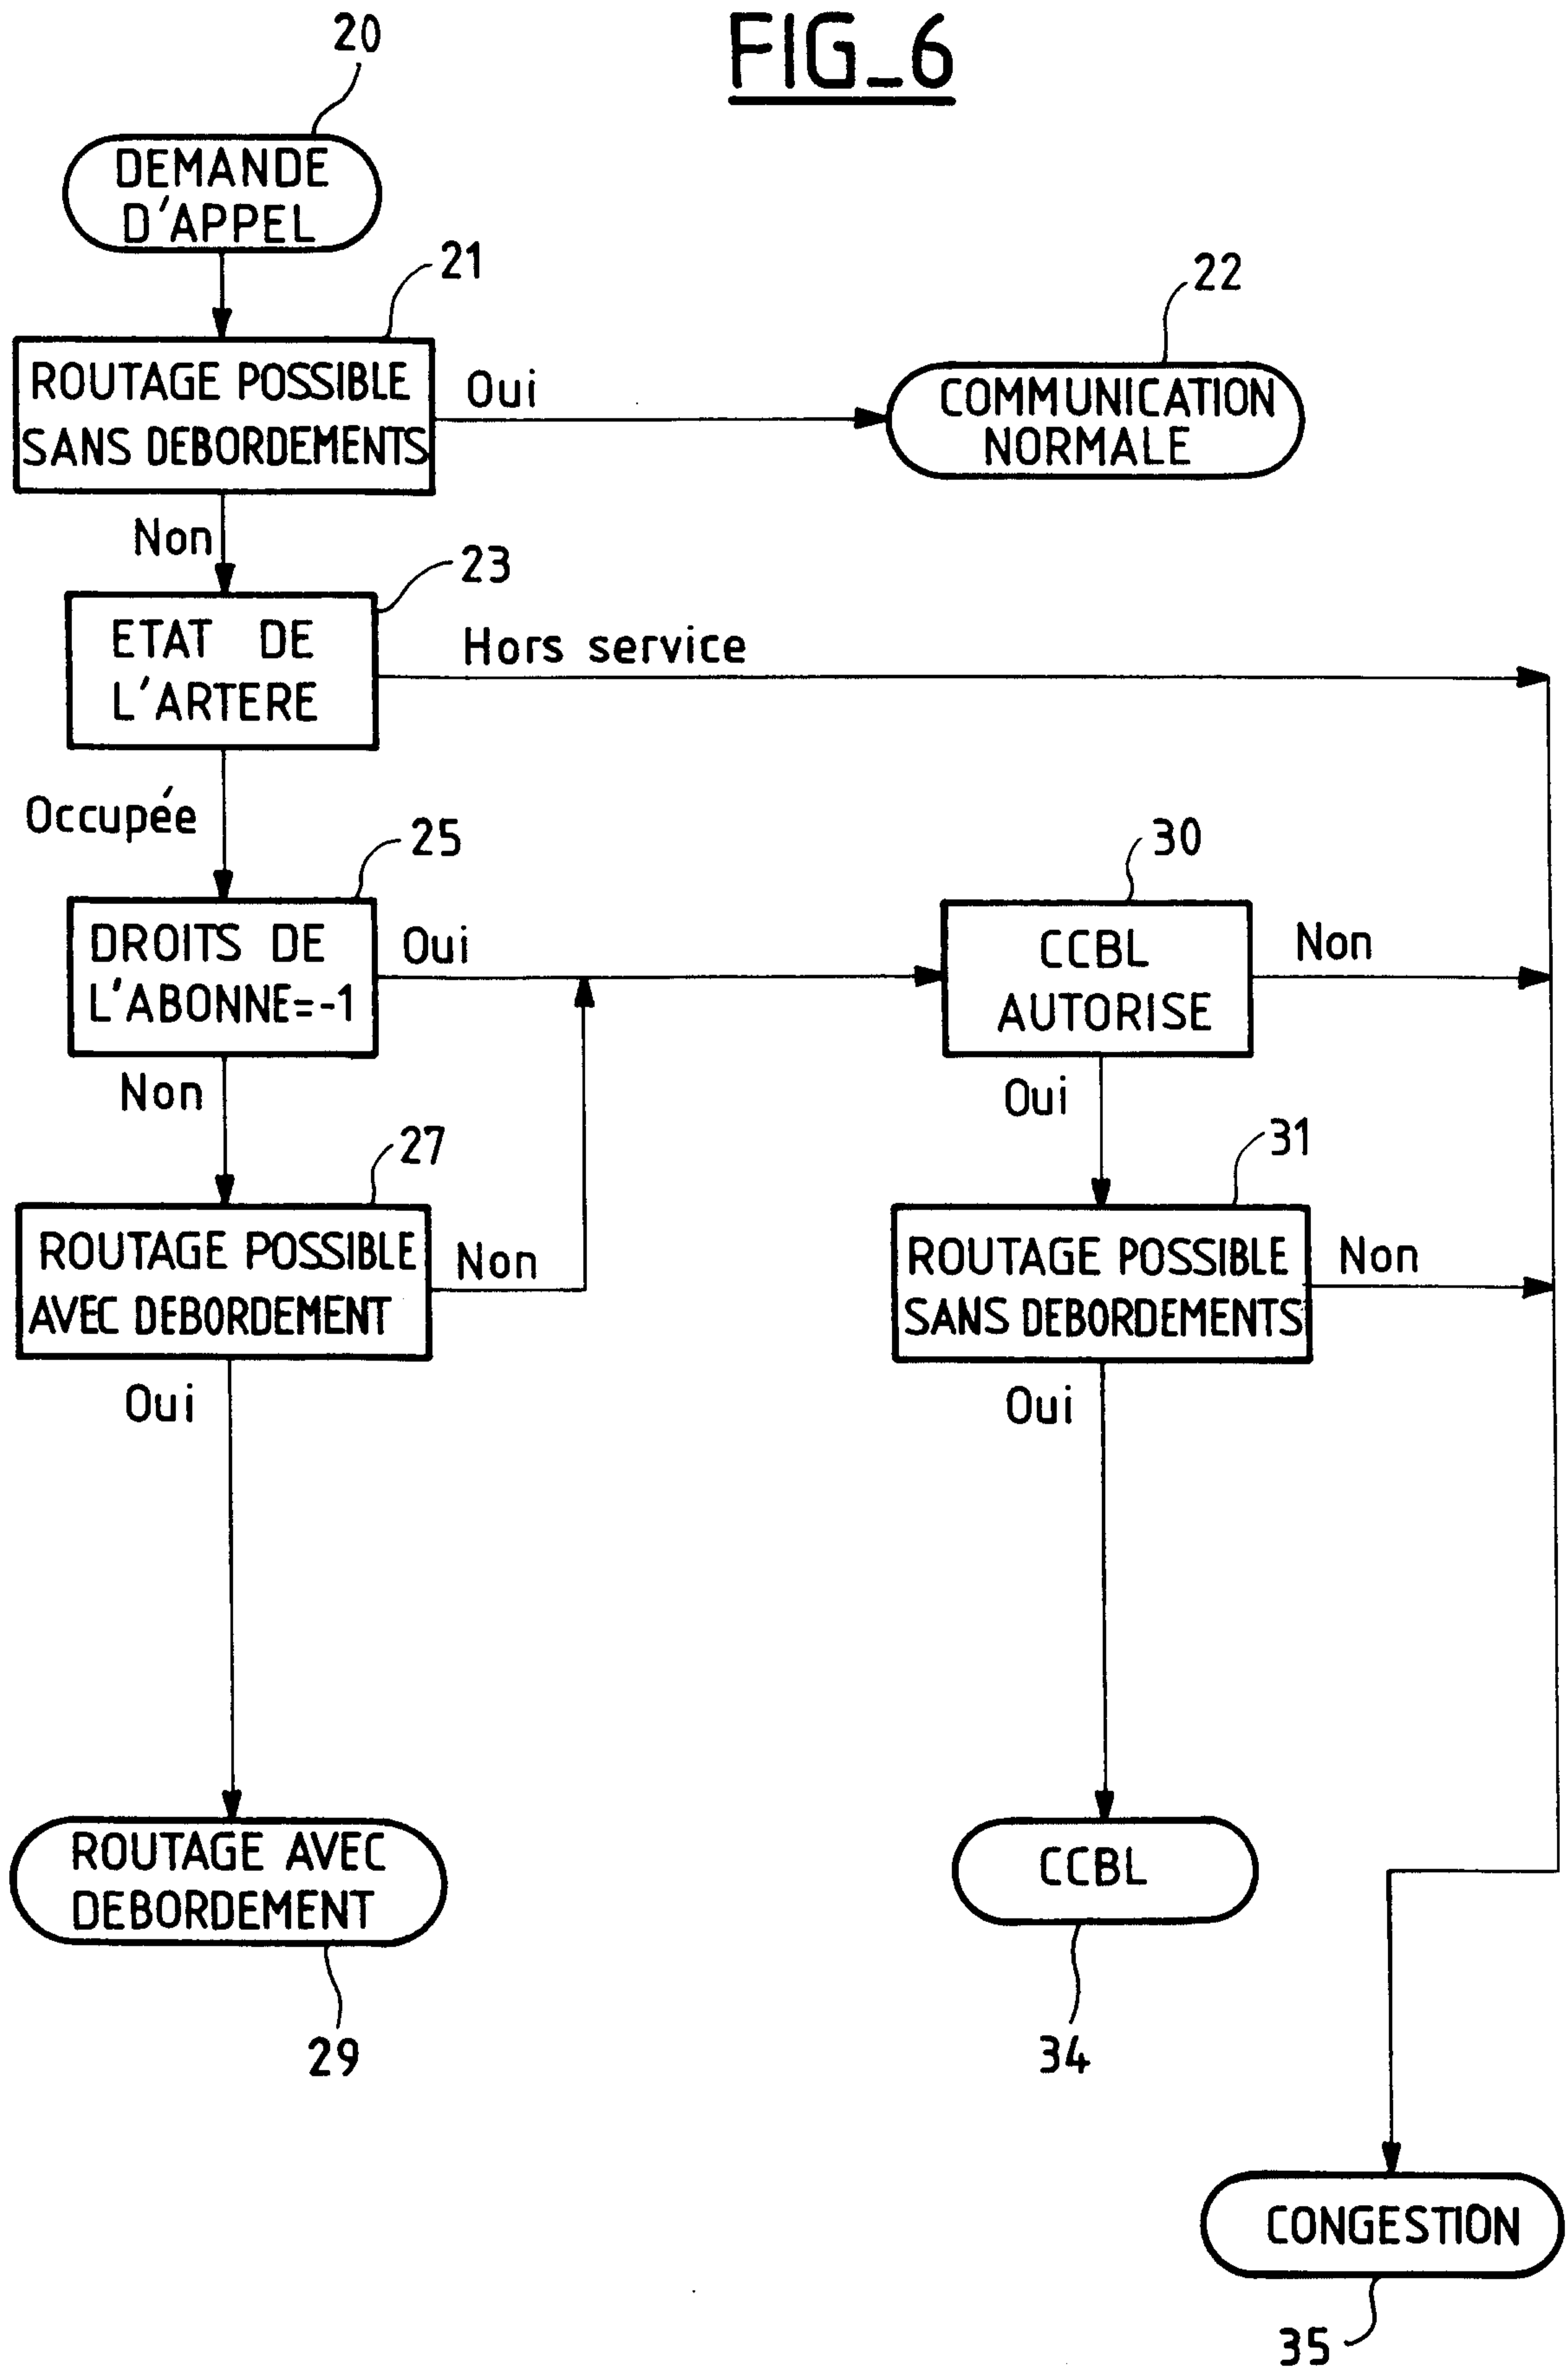 FIG_6
20
DEMANDE
D'APPEL
21
22
ROUTAGE POSSIBLE
SANS DEBORDEMENTS
Oui
COMMUNICATION
NORMALE
Non
23
ETAT DE
L'ARTERE
Hors service
Occupée
25
30
DROITS DE
L'ABONNE=-1
Oui
CCBL
AUTORISE
Non
Non
Oui
27
31
ROUTAGE POSSIBLE
AVEC DEBORDEMENT
Non
ROUTAGE POSSIBLE
SANS DEBORDEMENTS
Non
Oui
Oui
ROUTAGE AVEC
DEBORDEMENT
CCBL
29
34
CONGESTION
35